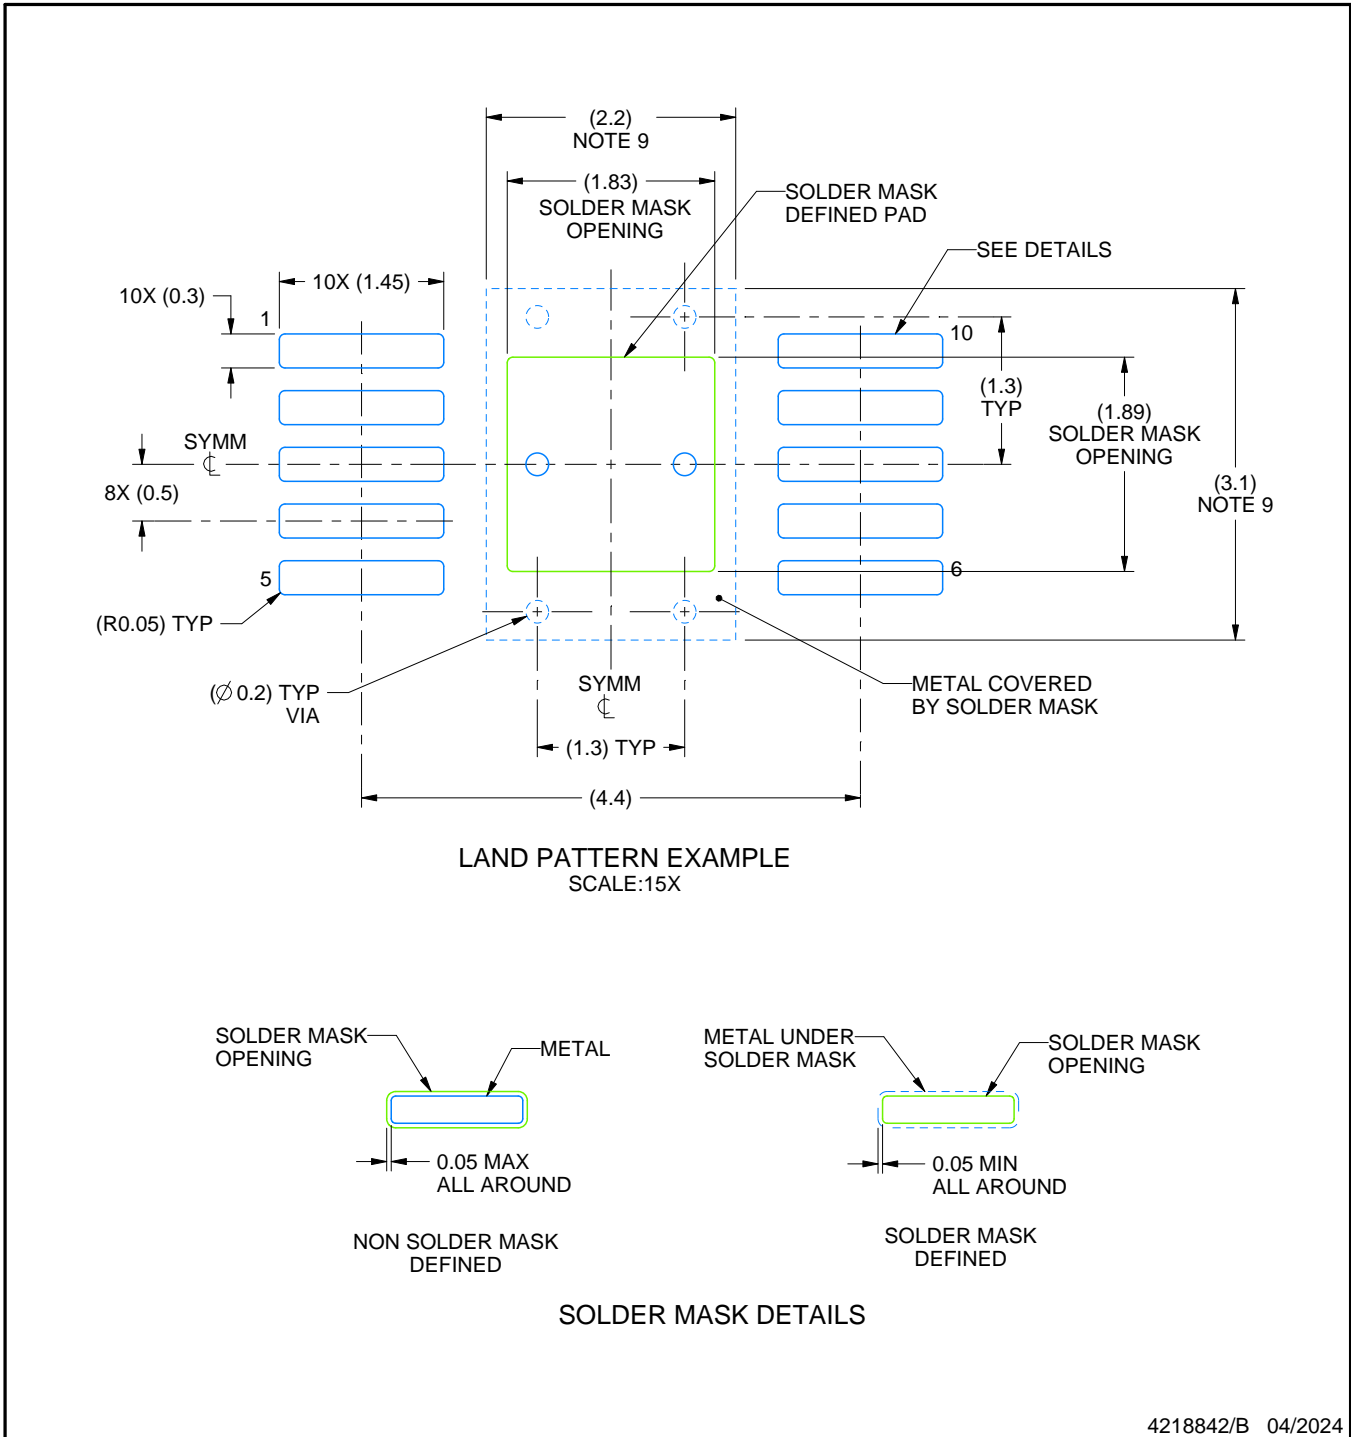 (2.2)
NOTE 9
(1.83)
SOLDER MASK
OPENING
SOLDER MASK
DEFINED PAD
SEE DETAILS
10X (1.45)
10X (0.3)
1
10
(1.3)
TYP
(1.89)
SOLDER MASK
OPENING
SYMM
℄
8X (0.5)
(3.1)
NOTE 9
5
6
(R0.05) TYP
(∅ 0.2) TYP
VIA
SYMM
℄
METAL COVERED
BY SOLDER MASK
(1.3) TYP
(4.4)
LAND PATTERN EXAMPLE
SCALE:15X
SOLDER MASK
OPENING
METAL
0.05 MAX
ALL AROUND
NON SOLDER MASK
DEFINED
METAL UNDER
SOLDER MASK
SOLDER MASK
OPENING
0.05 MIN
ALL AROUND
SOLDER MASK
DEFINED
SOLDER MASK DETAILS
4218842/B 04/2024